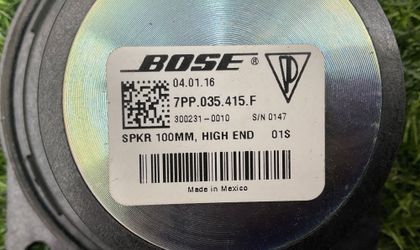 BOSE ®
04.01.16
7PP.035.415.F
300231-0010 S/N 0147
SPKR 100MM, HIGH END 01S
Made in Mexico